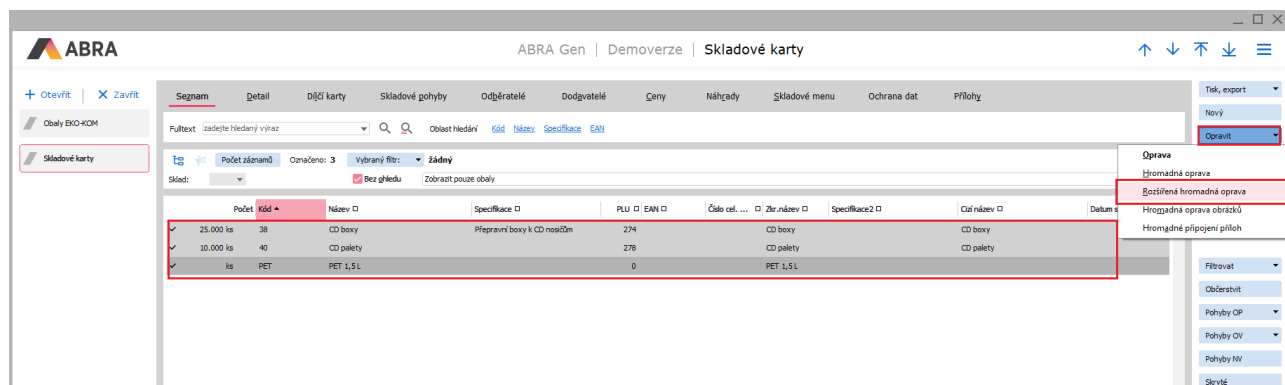 ABRA
ABRA Gen | Demoverze | Skladové karty
+ Otevřít | X Zavřít
Obaly EKO-KOM
Skladové karty
Seznam Detail Dílčí karty Skladové pohyby Odběratelé Dodavatelé Ceny Náhrady Skladové menu Ochrana dat Přílohy
Fulltext zadejte hledaný výraz Oblast hledání Kód Název Specifikace EAN
Počet záznamů Označeno: 3 Vybraný filtr: žádný
Sklad: Bez ohledu Zobrazit pouze obaly
Počet Kód Název Specifikace PLU EAN Číslo cel. ... Zkr.název Specifikace2 Cizí název Datum s
25.000 ks 38 CD boxy Přepravní boxy k CD nosičům 274 CD boxy CD boxy
10.000 ks 40 CD palety 278 CD palety CD palety
ks PET PET 1,5 L 0 PET 1,5 L
Tisk, export
Nový
Opravit
Oprava
Hromadná oprava
Rozšířená hromadná oprava
Hromadná oprava obrázků
Hromadné připojení příloh
Filtrovat
Občerstvit
Pohyby OP
Pohyby OV
Pohyby NV
Skryté